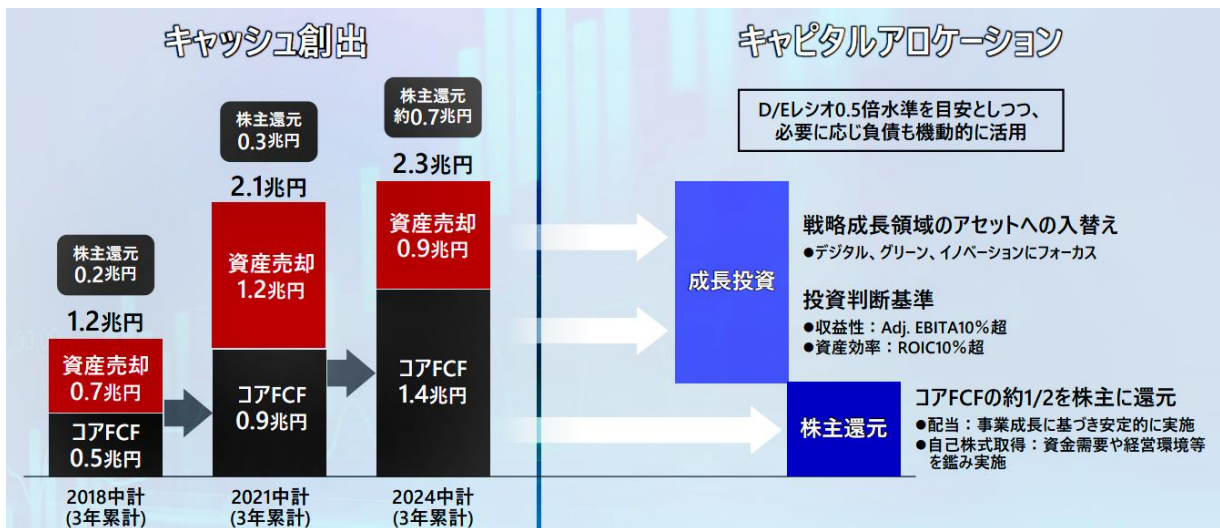 キャッシュ創出
株主還元
0.2兆円
1.2兆円
資産売却
0.7兆円
コアFCF
0.5兆円
2018中計
(3年累計)
株主還元
0.3兆円
2.1兆円
資産売却
1.2兆円
コアFCF
0.9兆円
2021中計
(3年累計)
株主還元
約0.7兆円
2.3兆円
資産売却
0.9兆円
コアFCF
1.4兆円
2024中計
(3年累計)
キャピタルアロケーション
D/Eレシオ0.5倍水準を目安としつつ、
必要に応じ負債も機動的に活用
成長投資
戦略成長領域のアセットへの入替え
●デジタル、グリーン、イノベーションにフォーカス
投資判断基準
●収益性：Adj. EBITA10％超
●資産効率：ROIC10％超
株主還元
コアFCFの約1/2を株主に還元
●配当：事業成長に基づき安定的に実施
●自己株式取得：資金需要や経営環境等
を鑑み実施